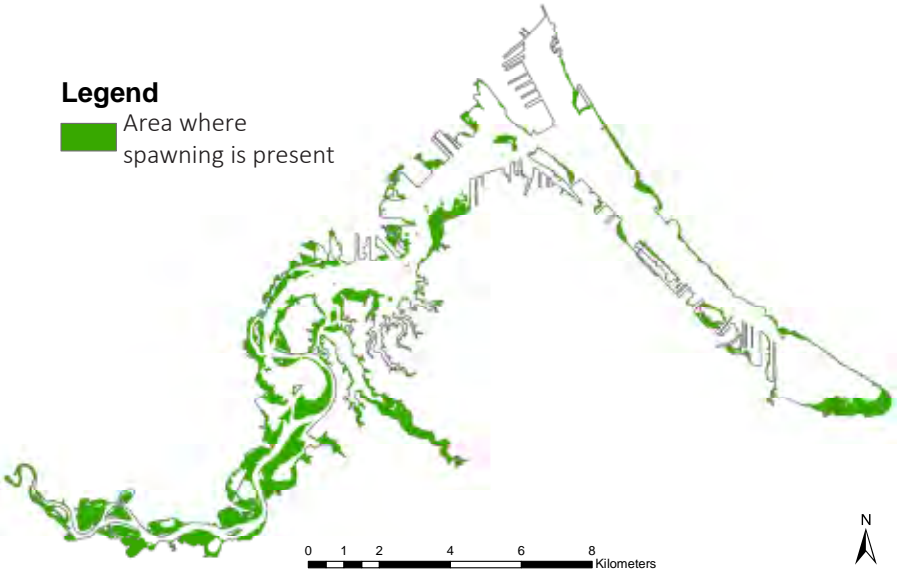 Legend
Area where
spawning is present
N
0 1 2 4 6 8
Kilometers